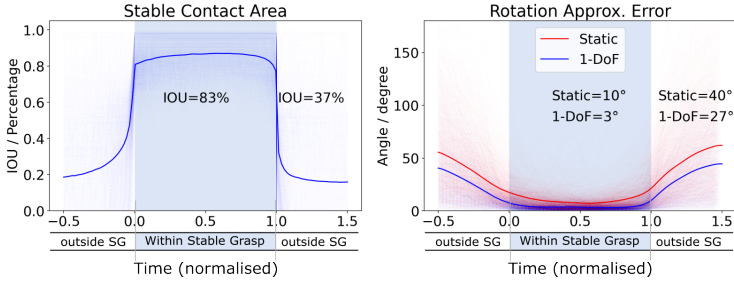 Stable Contact Area
IOU / Percentage
1.0
0.8
0.6
0.4
0.2
0.0
IOU=83%
IOU=37%
−0.5 0.0 0.5 1.0 1.5
outside SG Within Stable Grasp outside SG
Time (normalised)
Rotation Approx. Error
Angle / degree
150
100
50
0
Static
1-DoF
Static=10°
1-DoF=3°
Static=40°
1-DoF=27°
−0.5 0.0 0.5 1.0 1.5
outside SG Within Stable Grasp outside SG
Time (normalised)